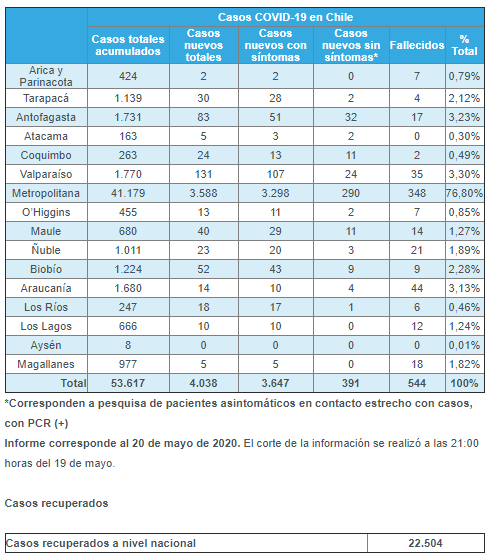 Casos COVID-19 en Chile
Casos totales acumulados Casos nuevos totales Casos nuevos con síntomas Casos nuevos sin síntomas* Fallecidos % Total
Arica y Parinacota 424 2 2 0 7 0,79%
Tarapacá 1.139 30 28 2 4 2,12%
Antofagasta 1.731 83 51 32 17 3,23%
Atacama 163 5 3 2 0 0,30%
Coquimbo 263 24 13 11 2 0,49%
Valparaíso 1.770 131 107 24 35 3,30%
Metropolitana 41.179 3.588 3.298 290 348 76,80%
O'Higgins 455 13 11 2 7 0,85%
Maule 680 40 29 11 14 1,27%
Ñuble 1.011 23 20 3 21 1,89%
Biobío 1.224 52 43 9 9 2,28%
Araucanía 1.680 14 10 4 44 3,13%
Los Ríos 247 18 17 1 6 0,46%
Los Lagos 666 10 10 0 12 1,24%
Aysén 8 0 0 0 0 0,01%
Magallanes 977 5 5 0 18 1,82%
Total 53.617 4.038 3.647 391 544 100%
*Corresponden a pesquisa de pacientes asintomáticos en contacto estrecho con casos,
con PCR (+)
Informe corresponde al 20 de mayo de 2020. El corte de la información se realizó a las 21:00
horas del 19 de mayo.
Casos recuperados
Casos recuperados a nivel nacional 22.504